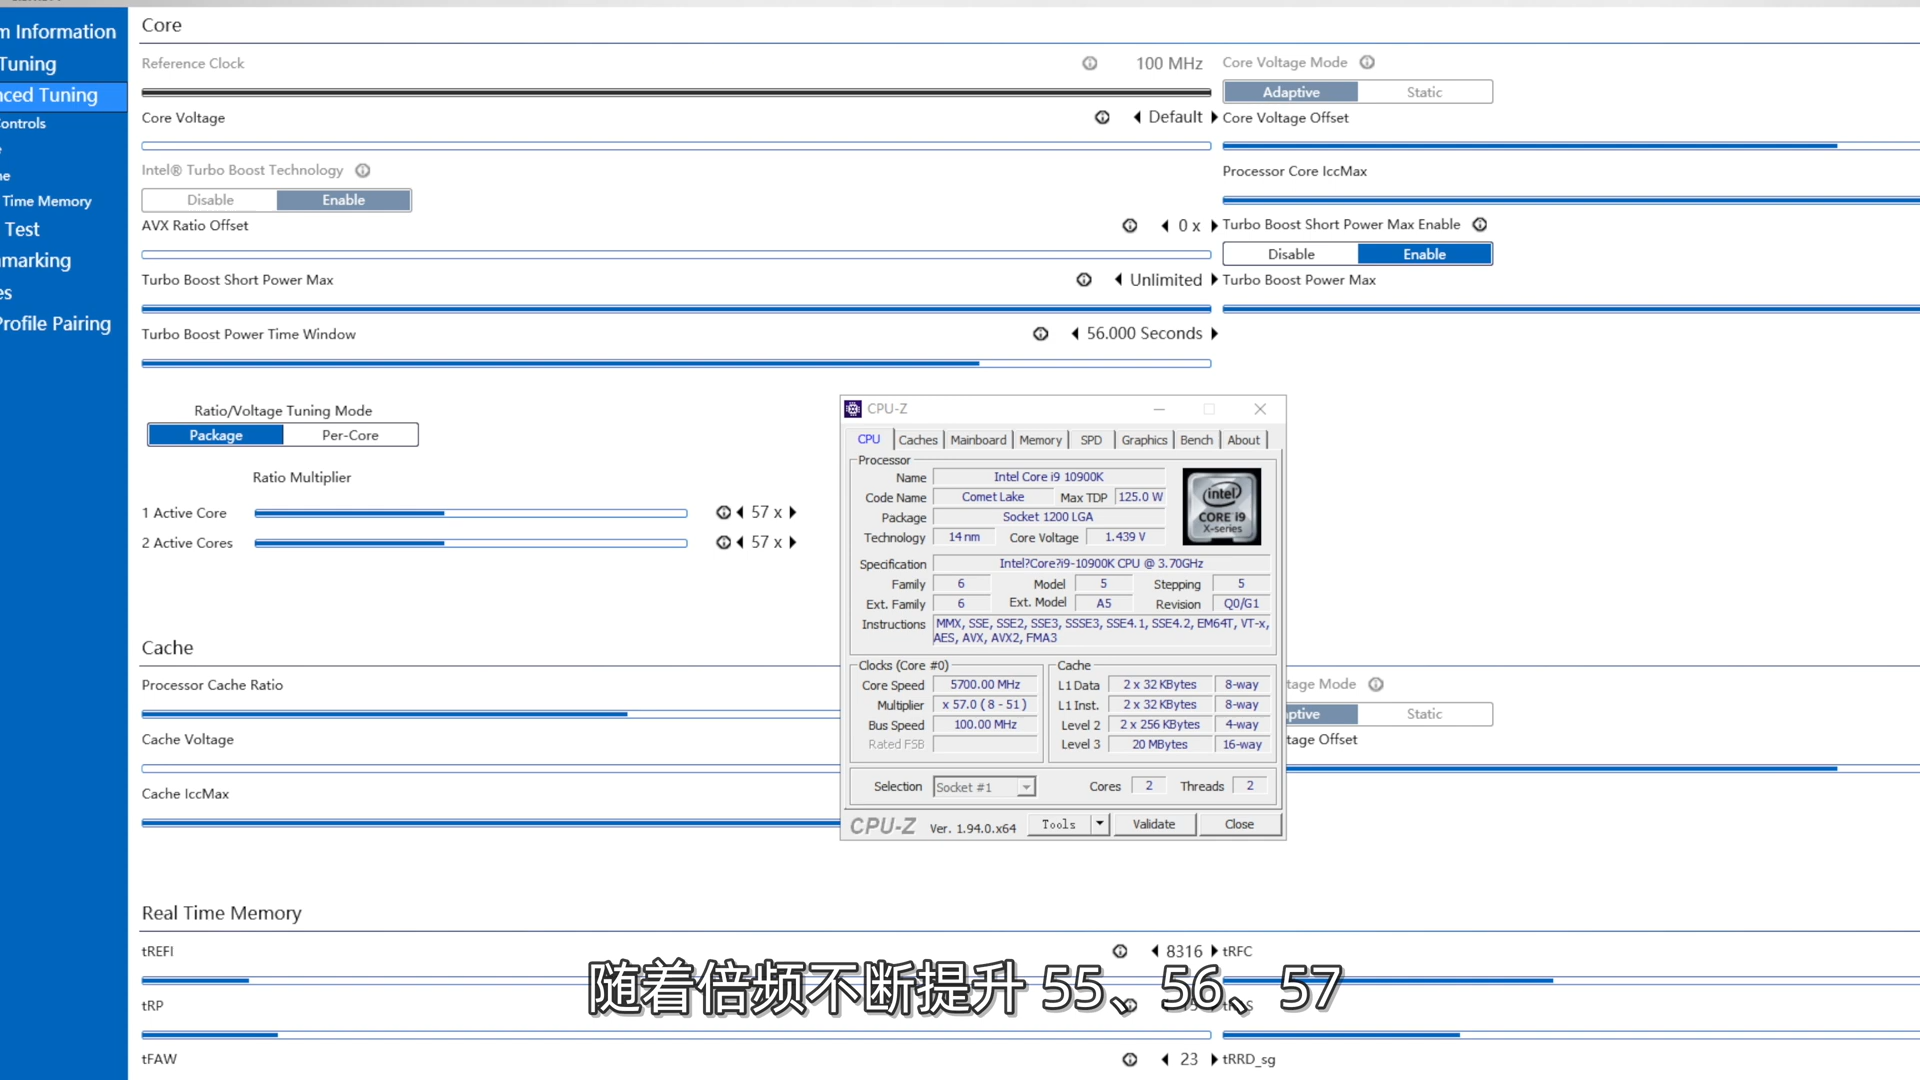 m Information
Tuning
nced Tuning
ontrols
e
ne
Time Memory
Test
marking
es
Profile Pairing
Core
Reference Clock
100 MHz
Core Voltage Mode
Adaptive
Static
Core Voltage
Default
Core Voltage Offset
Intel® Turbo Boost Technology
Disable
Enable
Processor Core IccMax
AVX Ratio Offset
0 x
Turbo Boost Short Power Max Enable
Disable
Enable
Turbo Boost Short Power Max
Unlimited
Turbo Boost Power Max
Turbo Boost Power Time Window
56.000 Seconds
Ratio/Voltage Tuning Mode
Package
Per-Core
Ratio Multiplier
1 Active Core
57 x
2 Active Cores
57 x
CPU-Z
CPU
Caches
Mainboard
Memory
SPD
Graphics
Bench
About
Processor
Name
Intel Core i9 10900K
Code Name
Comet Lake
Max TDP
125.0 W
Package
Socket 1200 LGA
Technology
14 nm
Core Voltage
1.439 V
intel
CORE i9
X-series
Specification
Intel?Core?i9-10900K CPU @ 3.70GHz
Family
6
Model
5
Stepping
5
Ext. Family
6
Ext. Model
A5
Revision
Q0/G1
Instructions
MMX, SSE, SSE2, SSE3, SSSE3, SSE4.1, SSE4.2, EM64T, VT-x,
AES, AVX, AVX2, FMA3
Clocks (Core #0)
Core Speed
5700.00 MHz
Multiplier
x 57.0 ( 8 - 51 )
Bus Speed
100.00 MHz
Rated FSB
Cache
L1 Data
2 x 32 KBytes
8-way
L1 Inst.
2 x 32 KBytes
8-way
Level 2
2 x 256 KBytes
4-way
Level 3
20 MBytes
16-way
Selection
Socket #1
Cores
2
Threads
2
CPU-Z
Ver. 1.94.0.x64
Tools
Validate
Close
Cache
Processor Cache Ratio
tage Mode
ptive
Static
Cache Voltage
tage Offset
Cache IccMax
Real Time Memory
tREFI
8316
tRFC
tRP
随着倍频不断提升 55、56、57
tFAW
23
tRRD_sg